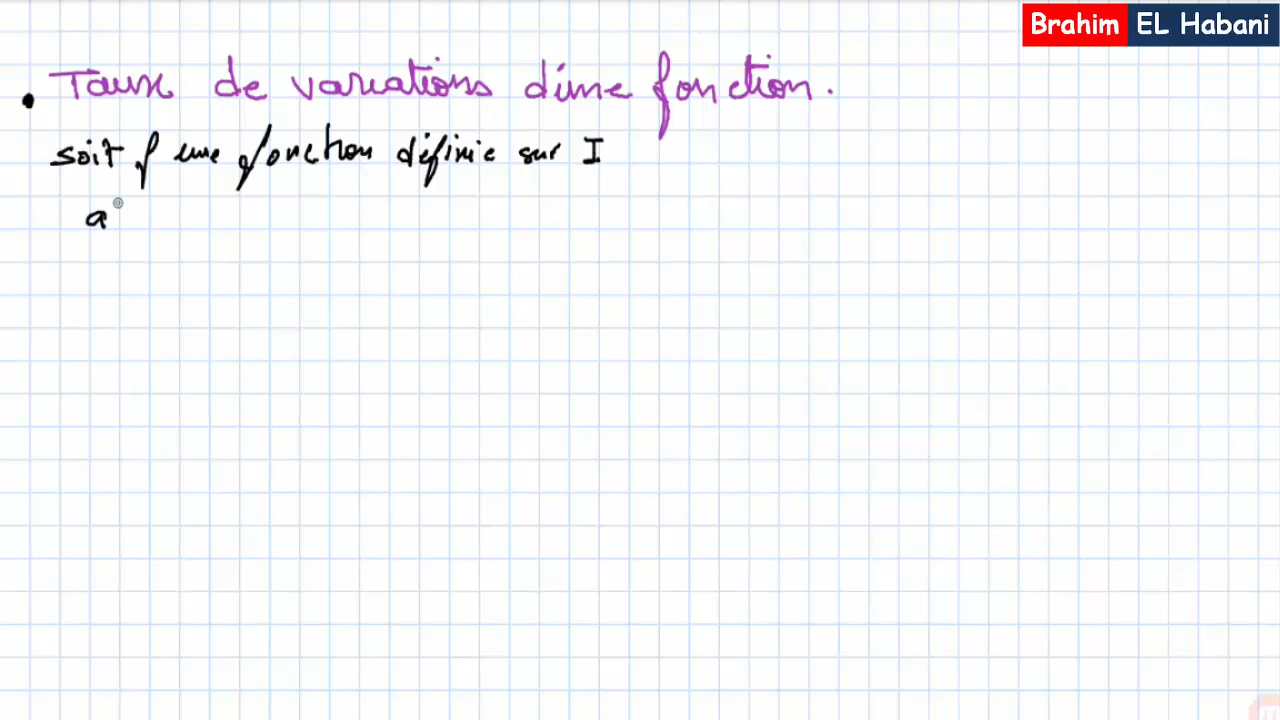 Brahim EL Habani
• Taux de variations d'une fonction.
soit f une fonction définie sur I
a